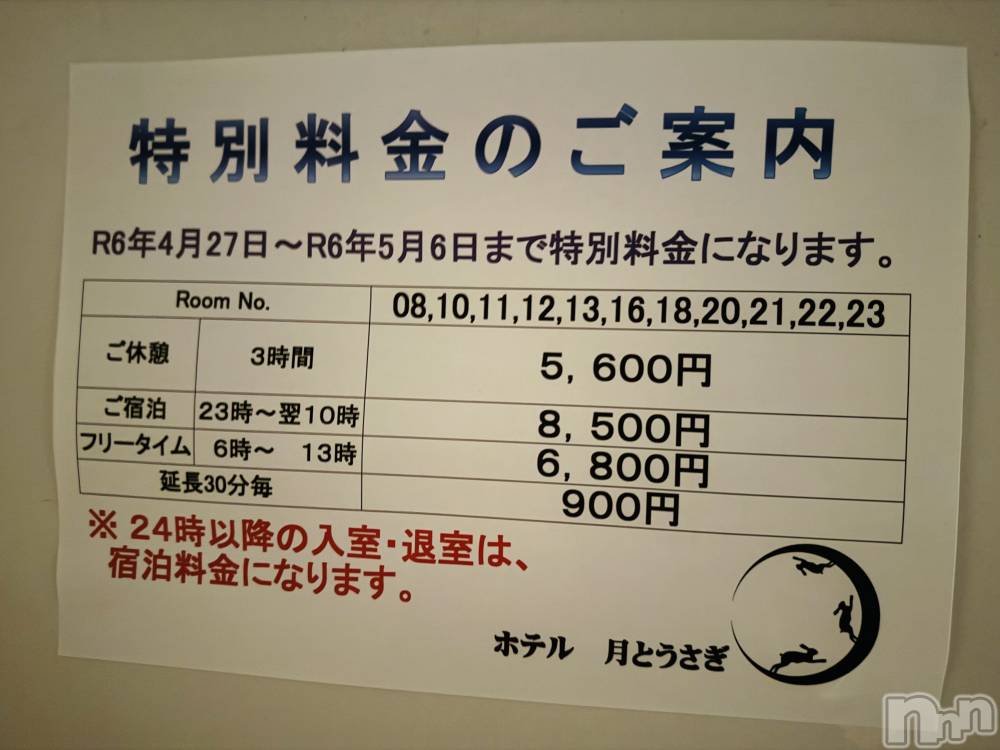 特別料金のご案内
R6年4月27日～R6年5月6日まで特別料金になります。
Room No. 08,10,11,12,13,16,18,20,21,22,23
ご休憩 3時間 5,600円
ご宿泊 23時～翌10時 8,500円
フリータイム 6時～ 13時 6,800円
延長30分毎 900円
※ 24時以降の入室・退室は、
宿泊料金になります。
ホテル 月とうさぎ
nnn